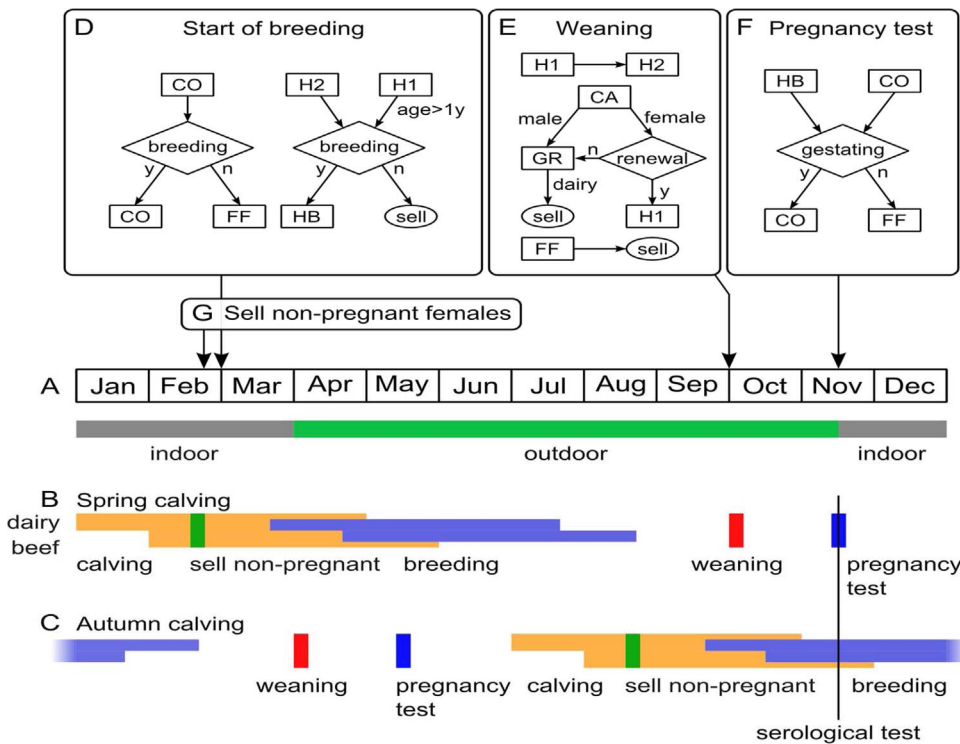 D Start of breeding
CO
H2 H1
age>1y
breeding breeding
y n y n
CO FF HB sell
E Weaning
H1 H2
CA
male female
GR n renewal
dairy y
sell H1
FF sell
F Pregnancy test
HB CO
gestating
y n
CO FF
G Sell non-pregnant females
A Jan Feb Mar Apr May Jun Jul Aug Sep Oct Nov Dec
indoor outdoor indoor
B Spring calving
dairy
beef
calving sell non-pregnant breeding weaning pregnancy
test
C Autumn calving
weaning pregnancy calving sell non-pregnant breeding
test
serological test